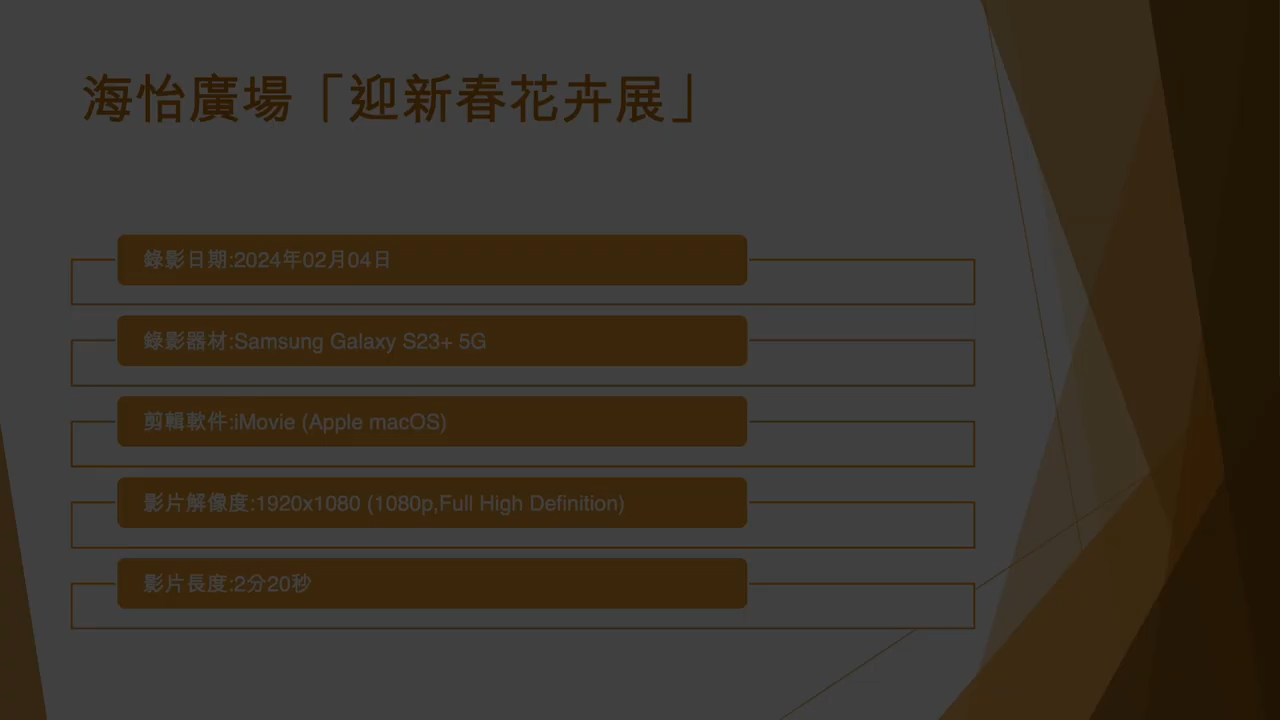 海怡廣場「迎新春花卉展」
錄影日期:2024年02月04日
錄影器材:Samsung Galaxy S23+ 5G
剪輯軟件:iMovie (Apple macOS)
影片解像度:1920x1080 (1080p,Full High Definition)
影片長度:2分20秒